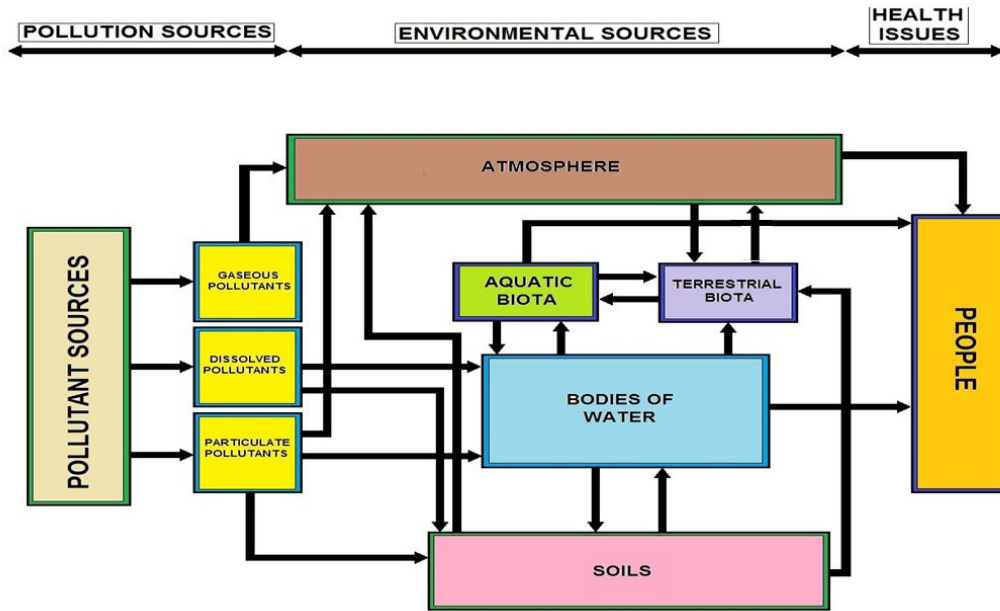 POLLUTION SOURCES
ENVIRONMENTAL SOURCES
HEALTH
ISSUES
ATMOSPHERE
POLLUTANT SOURCES
GASEOUS
POLLUTANTS
DISSOLVED
POLLUTANTS
PARTICULATE
POLLUTANTS
AQUATIC
BIOTA
TERRESTRIAL
BIOTA
BODIES OF
WATER
SOILS
PEOPLE